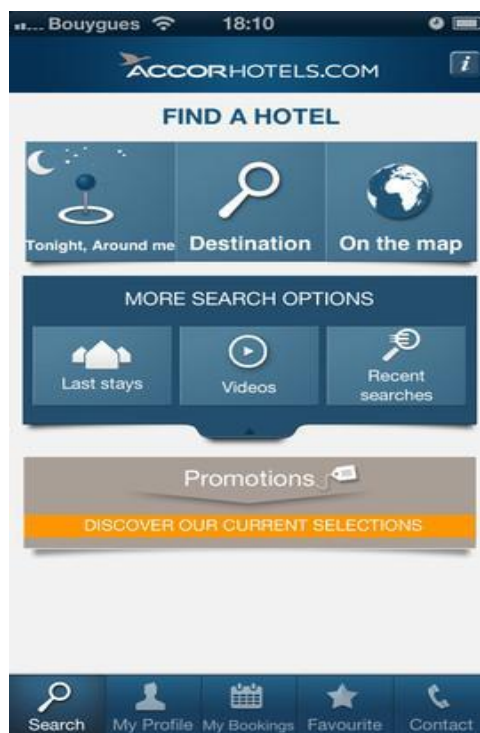 ... Bouygues 18:10
ACCORHOTELS.COM
i
FIND A HOTEL
Tonight, Around me Destination On the map
MORE SEARCH OPTIONS
Last stays Videos Recent searches
Promotions
DISCOVER OUR CURRENT SELECTIONS
Search My Profile My Bookings Favourite Contact